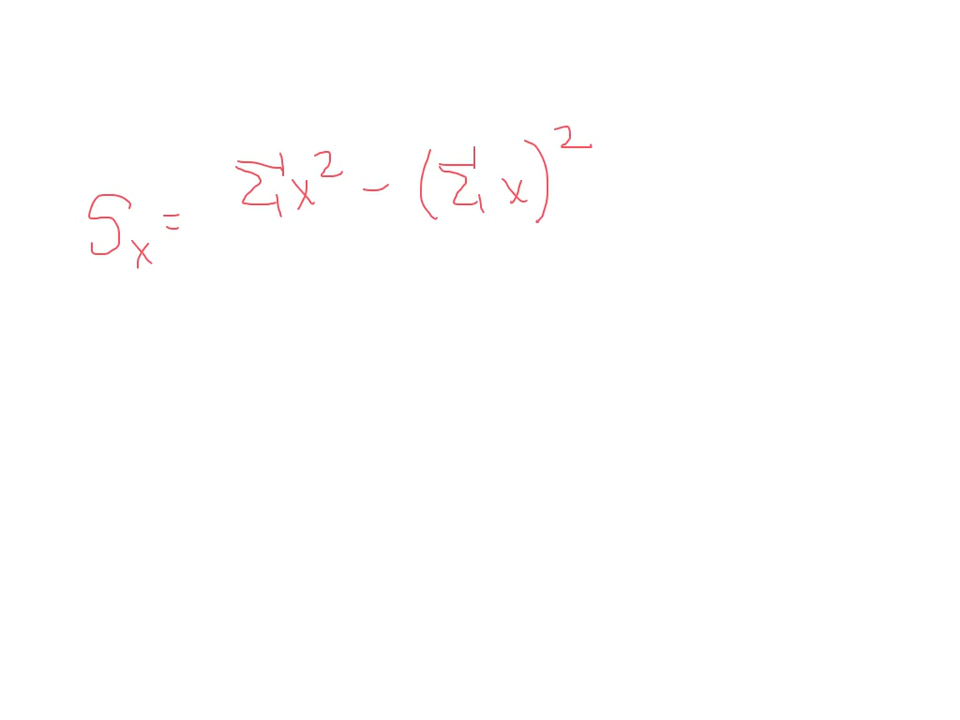 Sₓ = Σx² - (Σx)²